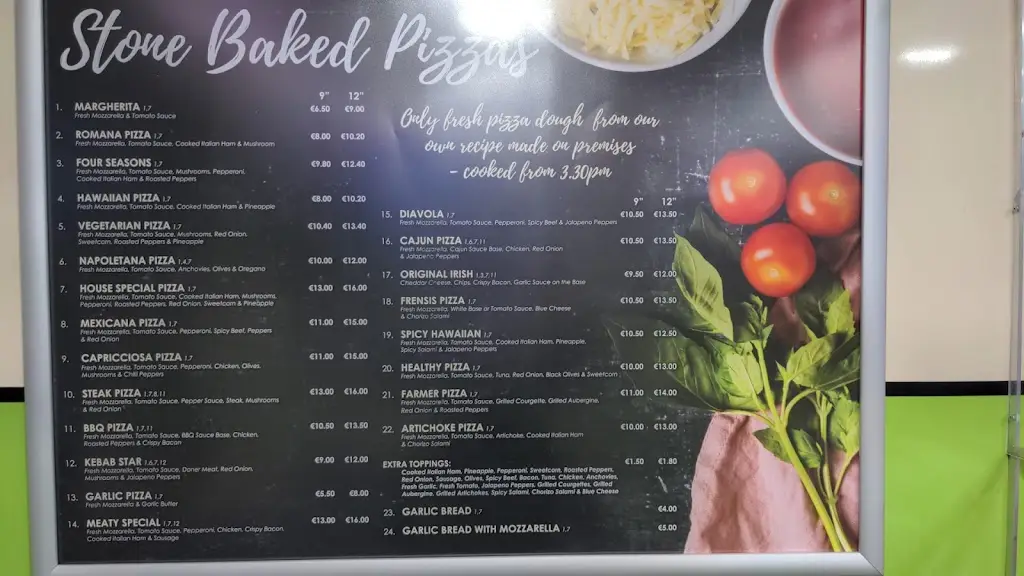 Stone Baked Pizzas
9" 12"
1. MARGHERITA 1,7 €6.50 €9.00
Fresh Mozzarella & Tomato Sauce
2. ROMANA PIZZA 1,7 €8.00 €10.20
Fresh Mozzarella, Tomato Sauce, Cooked Italian Ham & Mushroom
3. FOUR SEASONS 1,7 €9.80 €12.40
Fresh Mozzarella, Tomato Sauce, Mushrooms, Pepperoni,
Cooked Italian Ham & Roasted Peppers
4. HAWAIIAN PIZZA 1,7 €8.00 €10.20
Fresh Mozzarella, Tomato Sauce, Cooked Italian Ham & Pineapple
5. VEGETARIAN PIZZA 1,7 €10.40 €13.40
Fresh Mozzarella, Tomato Sauce, Mushrooms, Red Onion,
Sweetcorn, Roasted Peppers & Pineapple
6. NAPOLETANA PIZZA 1,4,7 €10.00 €12.00
Fresh Mozzarella, Tomato Sauce, Anchovies, Olives & Oregano
7. HOUSE SPECIAL PIZZA 1,7 €13.00 €16.00
Fresh Mozzarella, Tomato Sauce, Cooked Italian Ham, Mushrooms,
Pepperoni, Roasted Peppers, Red Onion, Sweetcorn & Pineapple
8. MEXICANA PIZZA 1,7 €11.00 €15.00
Fresh Mozzarella, Tomato Sauce, Pepperoni, Spicy Beef, Peppers
& Red Onion
9. CAPRICCIOSA PIZZA 1,7 €11.00 €15.00
Fresh Mozzarella, Tomato Sauce, Pepperoni, Chicken, Olives,
Mushrooms & Chili Peppers
10. STEAK PIZZA 1,7,8,11 €13.00 €16.00
Fresh Mozzarella, Tomato Sauce, Pepper Sauce, Steak, Mushrooms
& Red Onion
11. BBQ PIZZA 1,7,11 €10.50 €13.50
Fresh Mozzarella, Tomato Sauce, BBQ Sauce Base, Chicken,
Roasted Peppers & Crispy Bacon
12. KEBAB STAR 1,6,7,12 €9.00 €12.00
Fresh Mozzarella, Tomato Sauce, Doner Meat, Red Onion,
Mushrooms & Jalapeno Peppers
13. GARLIC PIZZA 1,7 €5.50 €8.00
Fresh Mozzarella & Garlic Butter
14. MEATY SPECIAL 1,7,12 €13.00 €16.00
Fresh Mozzarella, Tomato Sauce, Pepperoni, Chicken, Crispy Bacon,
Cooked Italian Ham & Sausage
Only fresh pizza dough from our
own recipe made on premises
- cooked from 3.30pm
9" 12"
15. DIAVOLA 1,7 €10.50 €13.50
Fresh Mozzarella, Tomato Sauce, Pepperoni, Spicy Beef & Jalapeno Peppers
16. CAJUN PIZZA 1,6,7,11 €10.50 €13.50
Fresh Mozzarella, Cajun Sauce Base, Chicken, Red Onion
& Jalapeno Peppers
17. ORIGINAL IRISH 1,3,7,11 €9.50 €12.00
Cheddar Cheese, Chips, Crispy Bacon, Garlic Sauce on the Base
18. FRENSIS PIZZA 1,7 €10.50 €13.50
Fresh Mozzarella, White Base or Tomato Sauce, Blue Cheese
& Chorizo Salami
19. SPICY HAWAIIAN 1,7 €10.50 €12.50
Fresh Mozzarella, Tomato Sauce, Cooked Italian Ham, Pineapple,
Spicy Salami & Jalapeno Peppers
20. HEALTHY PIZZA 1,7 €10.00 €13.00
Fresh Mozzarella, Tomato Sauce, Tuna, Red Onion, Black Olives & Sweetcorn
21. FARMER PIZZA 1,7 €11.00 €14.00
Fresh Mozzarella, Tomato Sauce, Grilled Courgette, Grilled Aubergine,
Red Onion & Roasted Peppers
22. ARTICHOKE PIZZA 1,7 €10.00 €13.00
Fresh Mozzarella, Tomato Sauce, Artichoke, Cooked Italian Ham
& Chorizo Salami
EXTRA TOPPINGS: €1.50 €1.80
Cooked Italian Ham, Pineapple, Pepperoni, Sweetcorn, Roasted Peppers,
Red Onion, Sausage, Olives, Spicy Beef, Bacon, Tuna, Chicken, Anchovies,
Fresh Garlic, Fresh Tomato, Jalapeno Peppers, Grilled Courgettes, Grilled
Aubergine, Grilled Artichokes, Spicy Salami, Chorizo Salami & Blue Cheese
23. GARLIC BREAD 1,7 €4.00
24. GARLIC BREAD WITH MOZZARELLA 1,7 €5.00